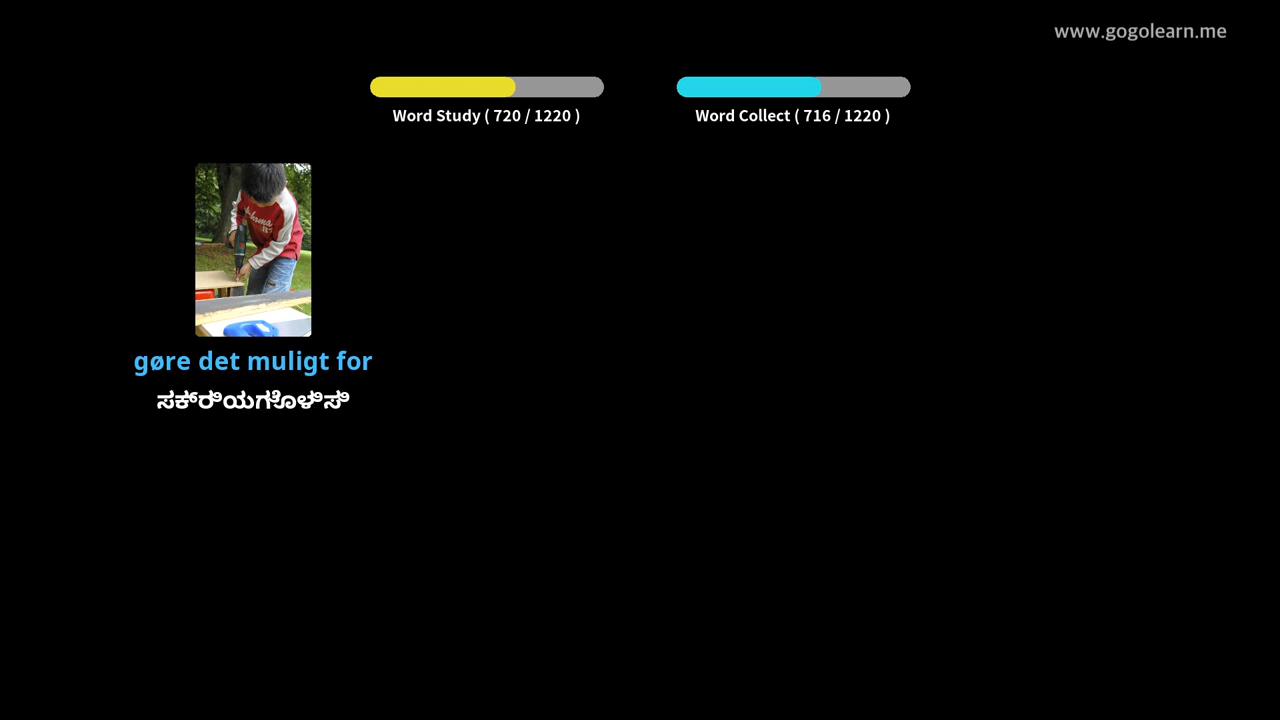 www.gogolearn.me
Word Study ( 720 / 1220 )
Word Collect ( 716 / 1220 )
gøre det muligt for
ಸಕ್ರಿಯಗೊಳಿಸಿ